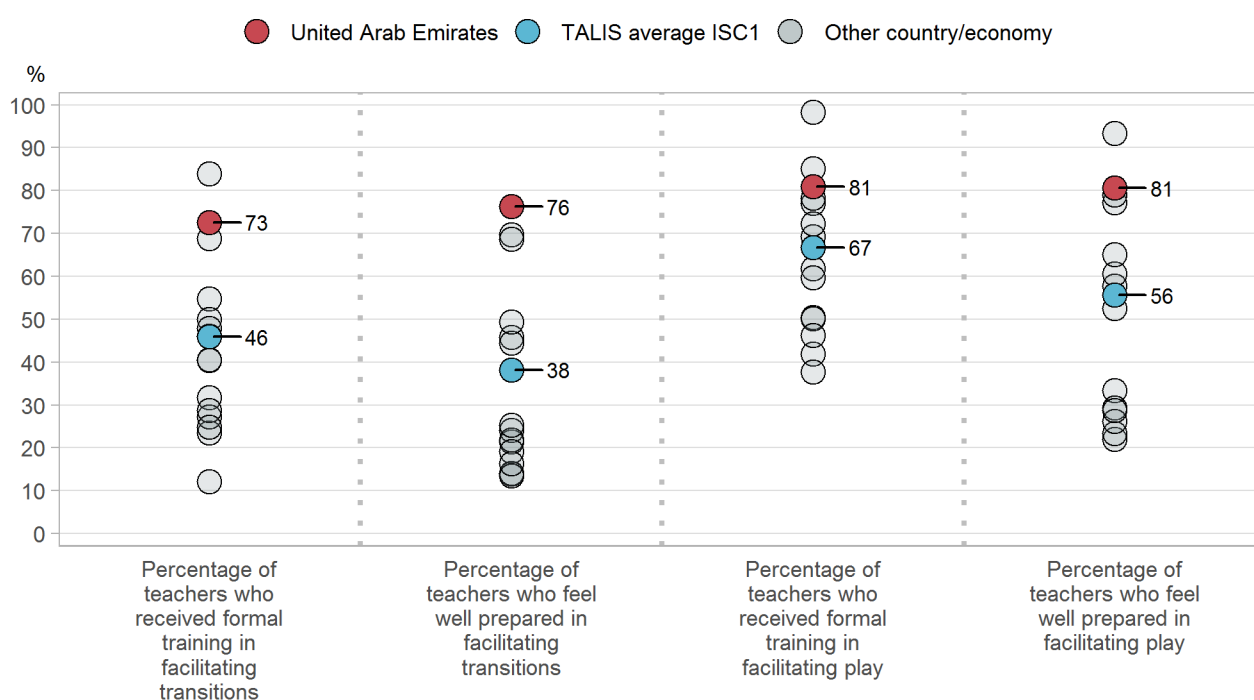 United Arab Emirates TALIS average ISC1 Other country/economy
%
100
90
80
70
60
50
40
30
20
10
0
73
46
76
38
81
67
81
56
Percentage of
teachers who
received formal
training in
facilitating
transitions
Percentage of
teachers who feel
well prepared in
facilitating
transitions
Percentage of
teachers who
received formal
training in
facilitating play
Percentage of
teachers who feel
well prepared in
facilitating play